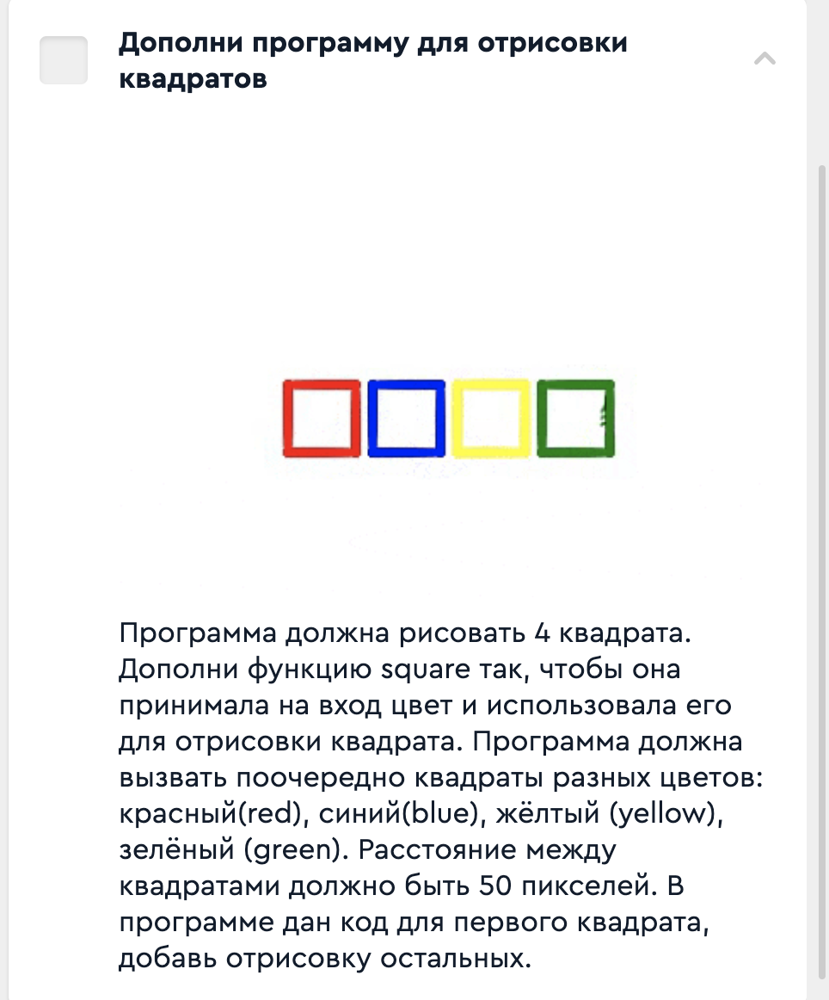 Дополни программу для отрисовки
квадратов
Программа должна рисовать 4 квадрата.
Дополни функцию square так, чтобы она
принимала на вход цвет и использовала его
для отрисовки квадрата. Программа должна
вызвать поочередно квадраты разных цветов:
красный(red), синий(blue), жёлтый (yellow),
зелёный (green). Расстояние между
квадратами должно быть 50 пикселей. В
программе дан код для первого квадрата,
добавь отрисовку остальных.